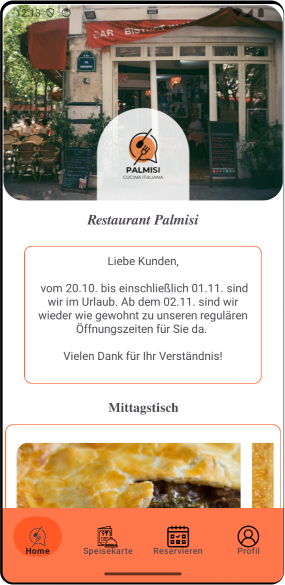 12:13
BAR BISTROT
PALMISI
CUCINA ITALIANA
Restaurant Palmisi
Liebe Kunden,
vom 20.10. bis einschließlich 01.11. sind
wir im Urlaub. Ab dem 02.11. sind wir
wieder wie gewohnt zu unseren regulären
Öffnungszeiten für Sie da.
Vielen Dank für Ihr Verständnis!
Mittagstisch
Home
Speisekarte
Reservieren
Profil